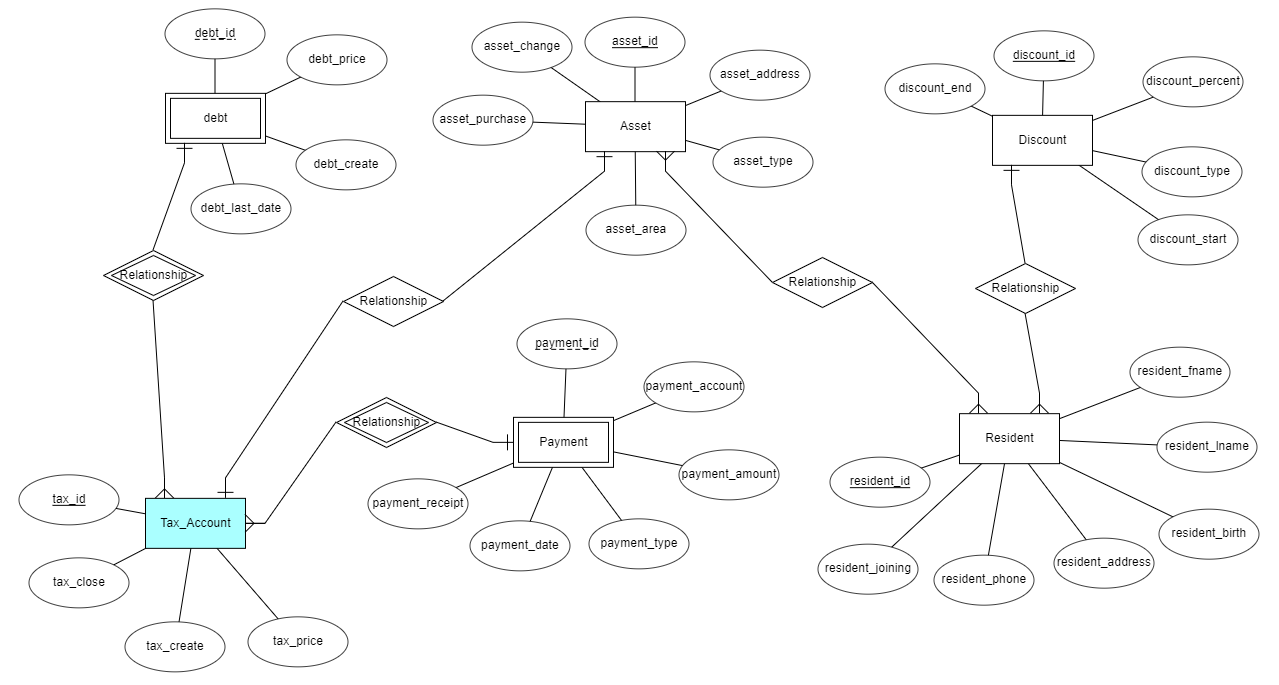 debt_id
debt_price
debt
debt_create
debt_last_date
asset_change
asset_id
asset_address
asset_purchase
Asset
asset_type
asset_area
discount_id
discount_end
discount_percent
Discount
discount_type
discount_start
Relationship
Relationship
Relationship
Relationship
payment_id
payment_account
Relationship
Payment
payment_amount
payment_receipt
payment_date
payment_type
resident_fname
Resident
resident_lname
resident_id
resident_birth
resident_joining
resident_phone
resident_address
tax_id
Tax_Account
tax_close
tax_create
tax_price